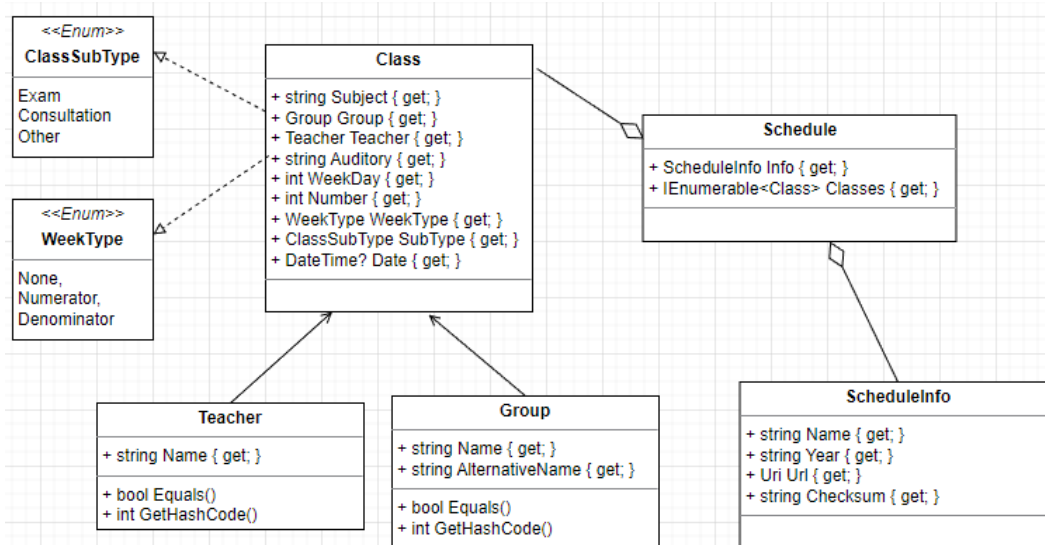 <<Enum>>
ClassSubType
Exam
Consultation
Other
<<Enum>>
WeekType
None,
Numerator,
Denominator
Class
+ string Subject { get; }
+ Group Group { get; }
+ Teacher Teacher { get; }
+ string Auditory { get; }
+ int WeekDay { get; }
+ int Number { get; }
+ WeekType WeekType { get; }
+ ClassSubType SubType { get; }
+ DateTime? Date { get; }
Schedule
+ ScheduleInfo Info { get; }
+ IEnumerable<Class> Classes { get; }
Teacher
+ string Name { get; }
+ bool Equals()
+ int GetHashCode()
Group
+ string Name { get; }
+ string AlternativeName { get; }
+ bool Equals()
+ int GetHashCode()
ScheduleInfo
+ string Name { get; }
+ string Year { get; }
+ Uri Url { get; }
+ string Checksum { get; }